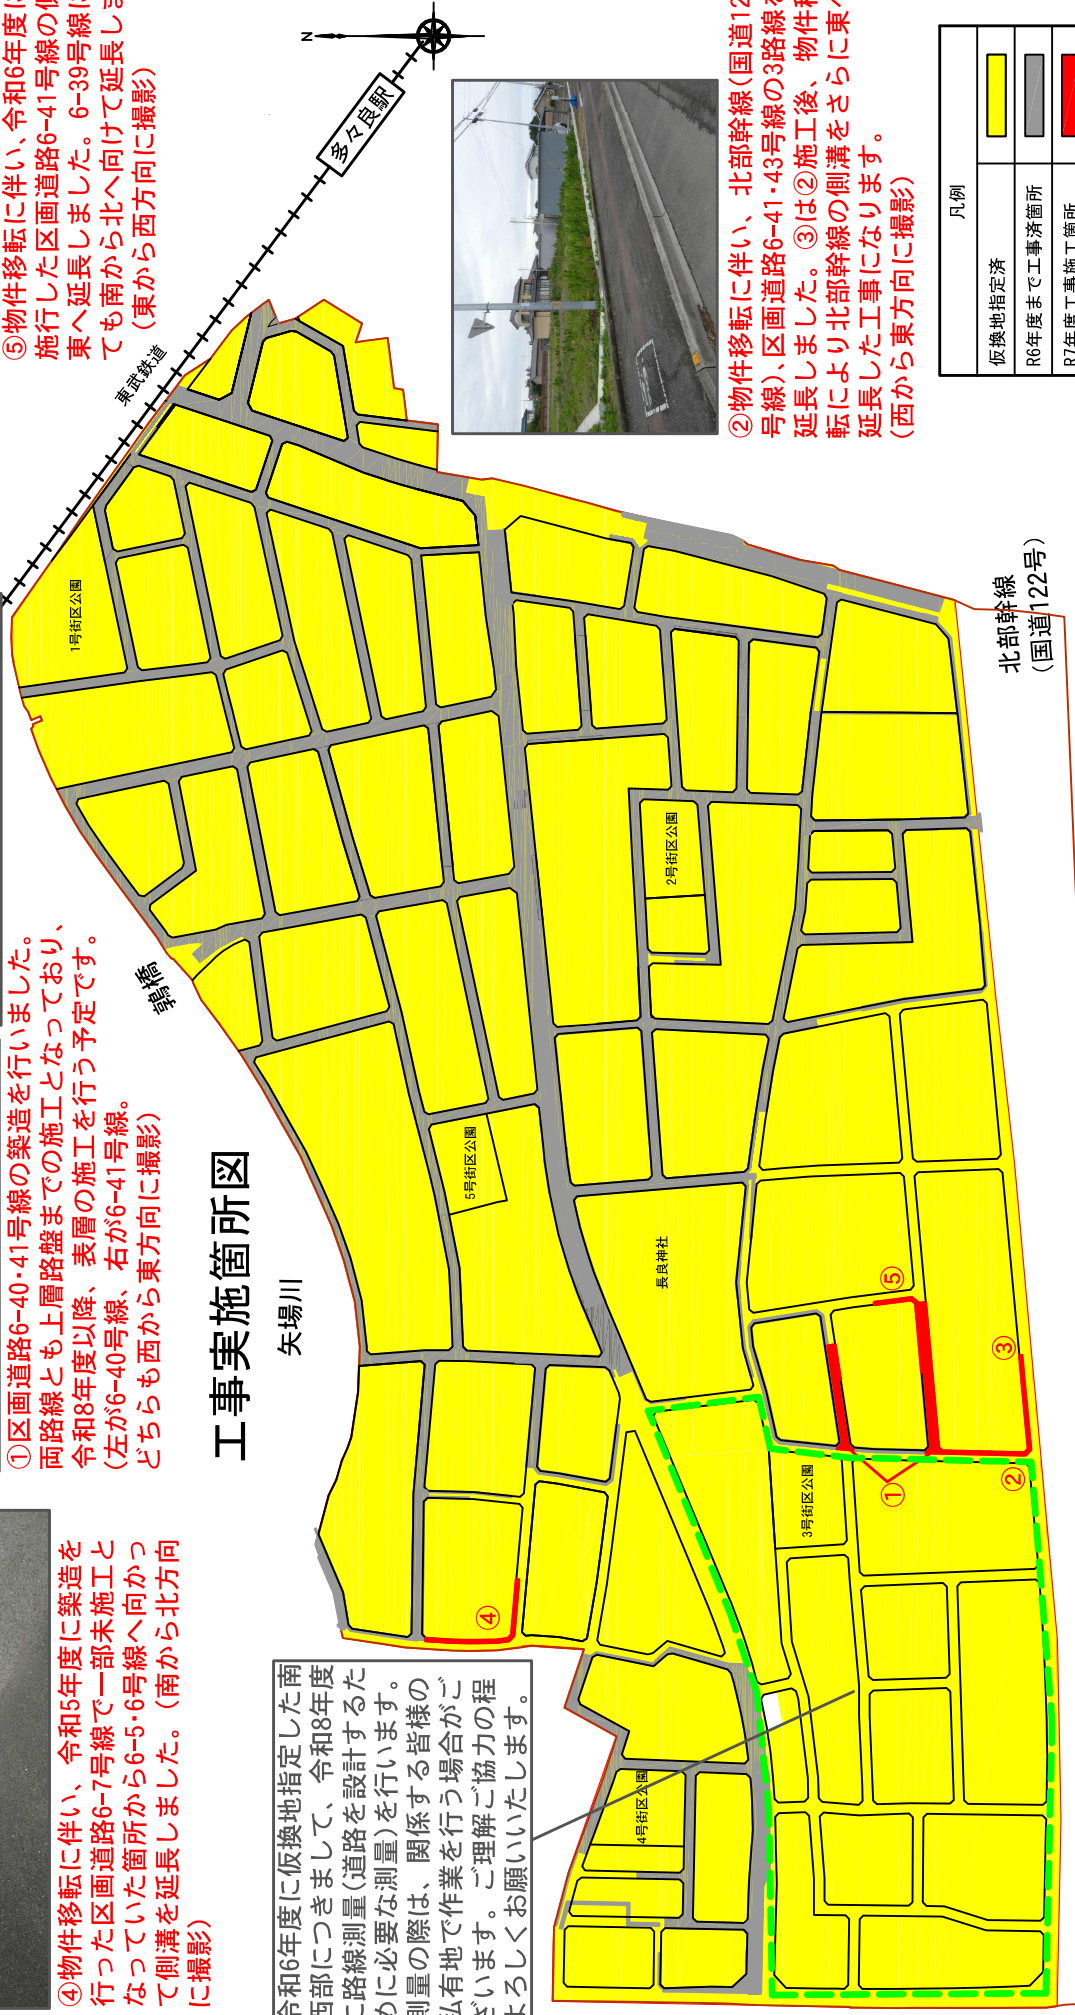 工事実施箇所図
矢場川
鶉橋
東武鉄道
多々良駅
N
北部幹線
(国道122号)
1号街区公園
2号街区公園
3号街区公園
4号街区公園
5号街区公園
長良神社
①
②
③
④
⑤
①区画道路6-40・41号線の築造を行いました。
両路線とも上層路盤までの施工となっており、
令和8年度以降、表層の施工を行う予定です。
(左が6-40号線、右が6-41号線。
どちらも西から東方向に撮影)
②物件移転に伴い、北部幹線(国道12
号線)、区画道路6-41・43号線の3路線を
延長しました。③は②施工後、物件移
転により北部幹線の側溝をさらに東へ
延長した工事になります。
(西から東方向に撮影)
④物件移転に伴い、令和5年度に築造を
行った区画道路6-7号線で一部未施工と
なっていた箇所から6-5・6号線へ向かっ
て側溝を延長しました。(南から北方向
に撮影)
⑤物件移転に伴い、令和6年度に
施行した区画道路6-41号線の側
東へ延長しました。6-39号線に
ても南から北へ向けて延長しま
(東から西方向に撮影)
令和6年度に仮換地指定した南
西部につきまして、令和8年度
に路線測量(道路を設計するた
めに必要な測量)を行います。
測量の際は、関係する皆様の
私有地で作業を行う場合がご
ざいます。ご理解ご協力の程
よろしくお願いいたします。
凡例
仮換地指定済
R6年度まで工事済箇所
R7年度工事施工箇所